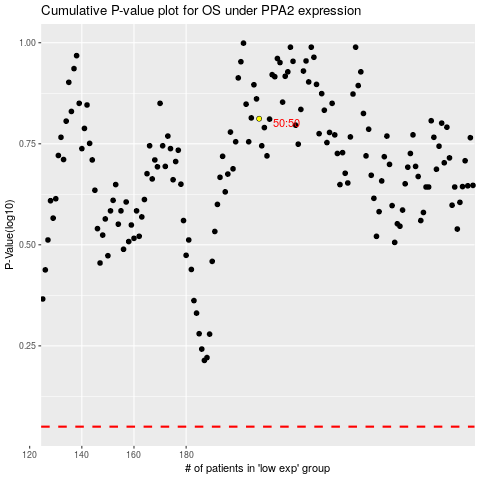 Cumulative P-value plot for OS under PPA2 expression
P-Value(log10)
1.00
0.75
0.50
0.25
50:50
120 140 160 180
# of patients in 'low exp' group